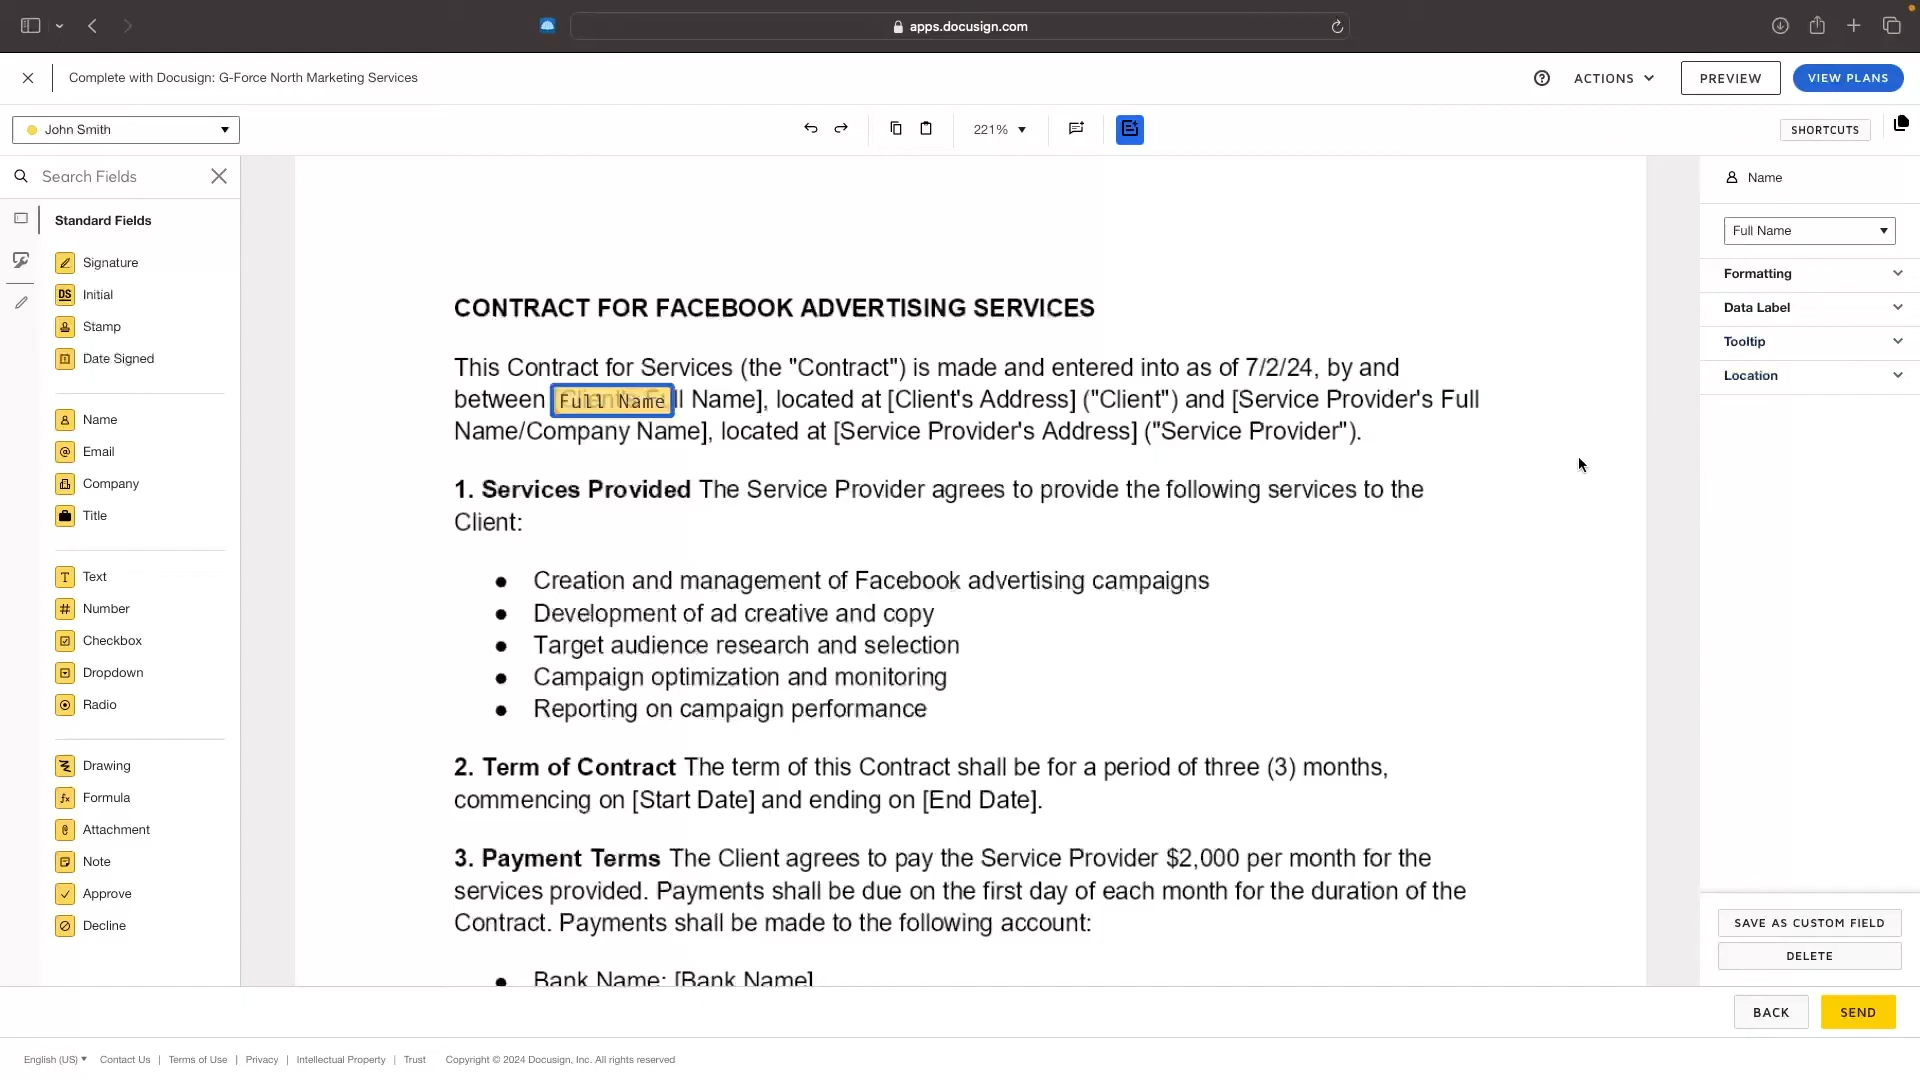 apps.docusign.com
Complete with Docusign: G-Force North Marketing Services
ACTIONS
PREVIEW
VIEW PLANS
John Smith
221%
SHORTCUTS
Search Fields
Standard Fields
Signature
DS Initial
Stamp
Date Signed
Name
Email
Company
Title
Text
Number
Checkbox
Dropdown
Radio
Drawing
Formula
Attachment
Note
Approve
Decline
CONTRACT FOR FACEBOOK ADVERTISING SERVICES
This Contract for Services (the "Contract") is made and entered into as of 7/2/24, by and
between Full Name ll Name], located at [Client's Address] ("Client") and [Service Provider's Full
Name/Company Name], located at [Service Provider's Address] ("Service Provider").
1. Services Provided The Service Provider agrees to provide the following services to the
Client:
● Creation and management of Facebook advertising campaigns
● Development of ad creative and copy
● Target audience research and selection
● Campaign optimization and monitoring
● Reporting on campaign performance
2. Term of Contract The term of this Contract shall be for a period of three (3) months,
commencing on [Start Date] and ending on [End Date].
3. Payment Terms The Client agrees to pay the Service Provider $2,000 per month for the
services provided. Payments shall be due on the first day of each month for the duration of the
Contract. Payments shall be made to the following account:
● Bank Name: [Bank Name]
Name
Full Name
Formatting
Data Label
Tooltip
Location
SAVE AS CUSTOM FIELD
DELETE
BACK
SEND
English (US) Contact Us | Terms of Use | Privacy | Intellectual Property | Trust Copyright © 2024 Docusign, Inc. All rights reserved